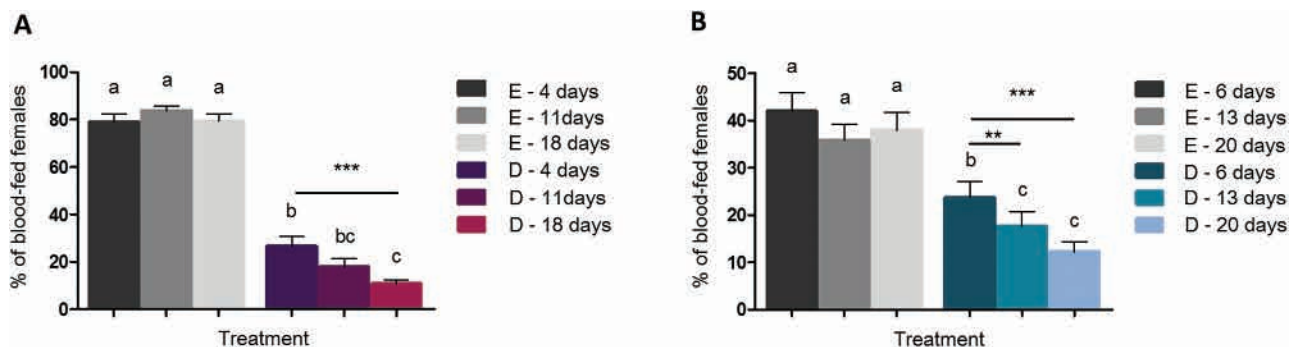 A
% of blood-fed females
100
80
60
40
20
0
a a a
***
b
bc
c
Treatment
E - 4 days
E - 11days
E - 18 days
D - 4 days
D - 11days
D - 18 days
B
% of blood-fed females
50
40
30
20
10
0
a
a
a
***
**
b
c
c
Treatment
E - 6 days
E - 13 days
E - 20 days
D - 6 days
D - 13 days
D - 20 days